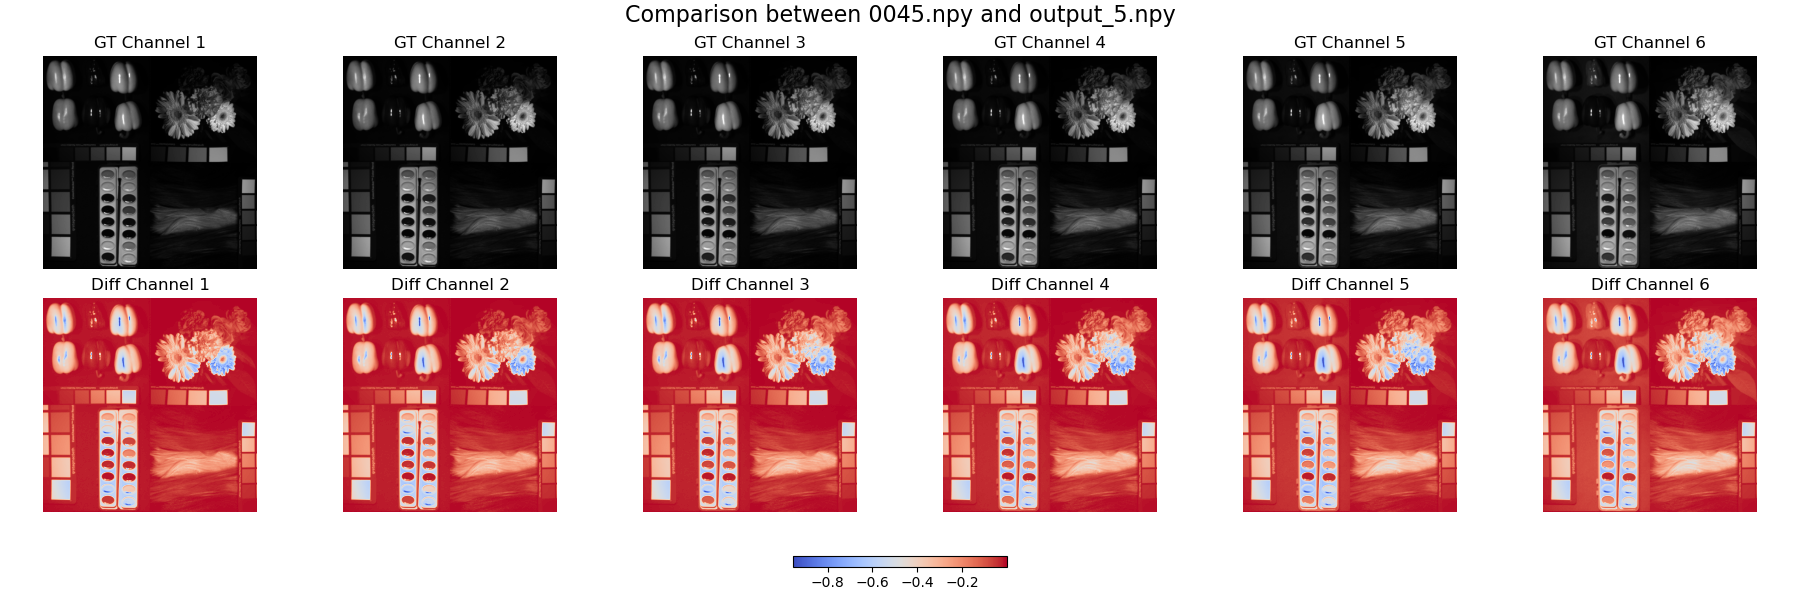 Comparison between 0045.npy and output_5.npy
GT Channel 1
GT Channel 2
GT Channel 3
GT Channel 4
GT Channel 5
GT Channel 6
Diff Channel 1
Diff Channel 2
Diff Channel 3
Diff Channel 4
Diff Channel 5
Diff Channel 6
−0.8 −0.6 −0.4 −0.2